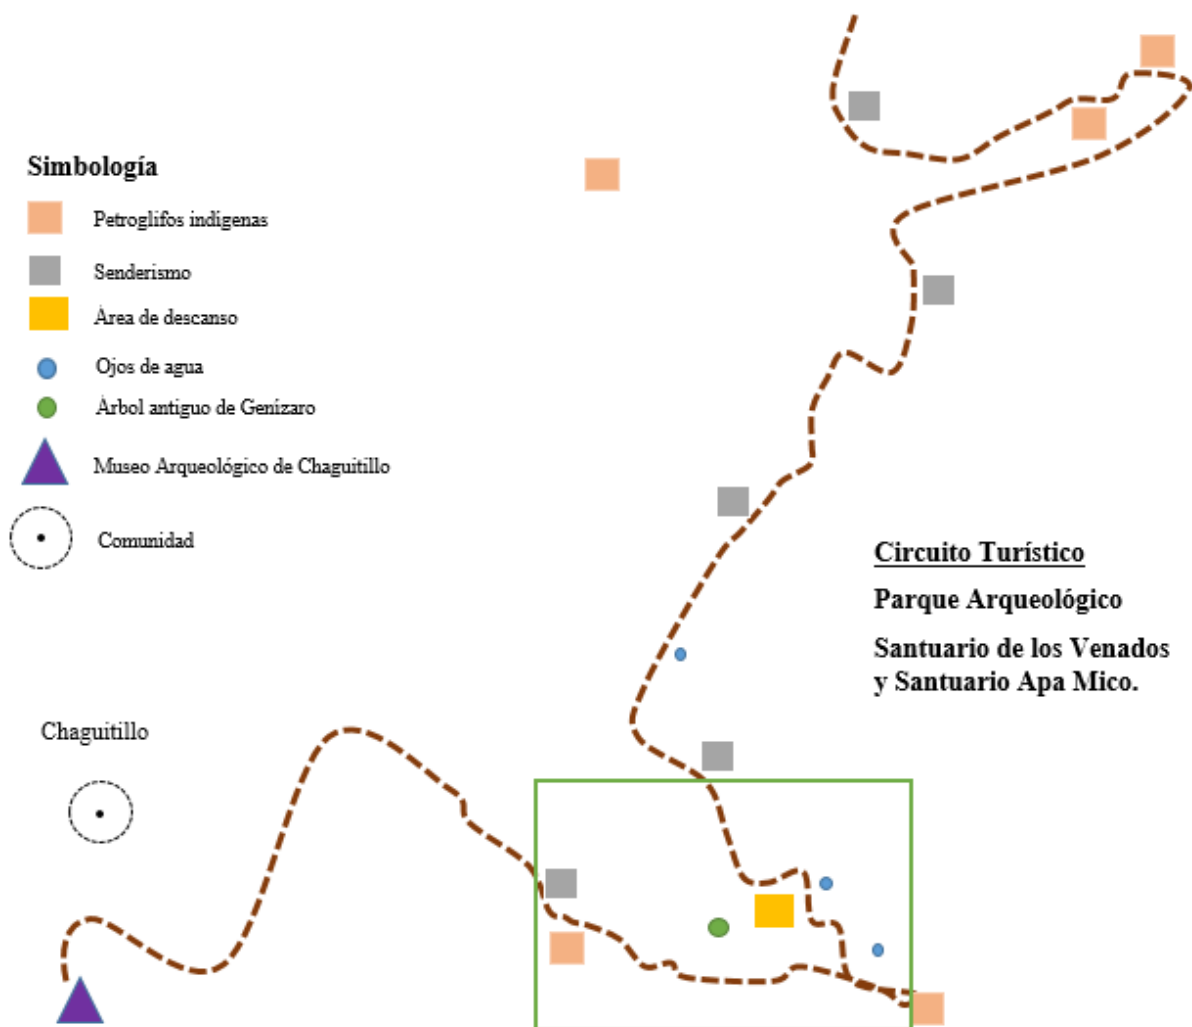 Simbología
Petroglifos indígenas
Senderismo
Área de descanso
Ojos de agua
Árbol antiguo de Genízaro
Museo Arqueológico de Chaguitillo
Comunidad
Circuito Turístico
Parque Arqueológico
Santuario de los Venados
y Santuario Apa Mico.
Chaguitillo